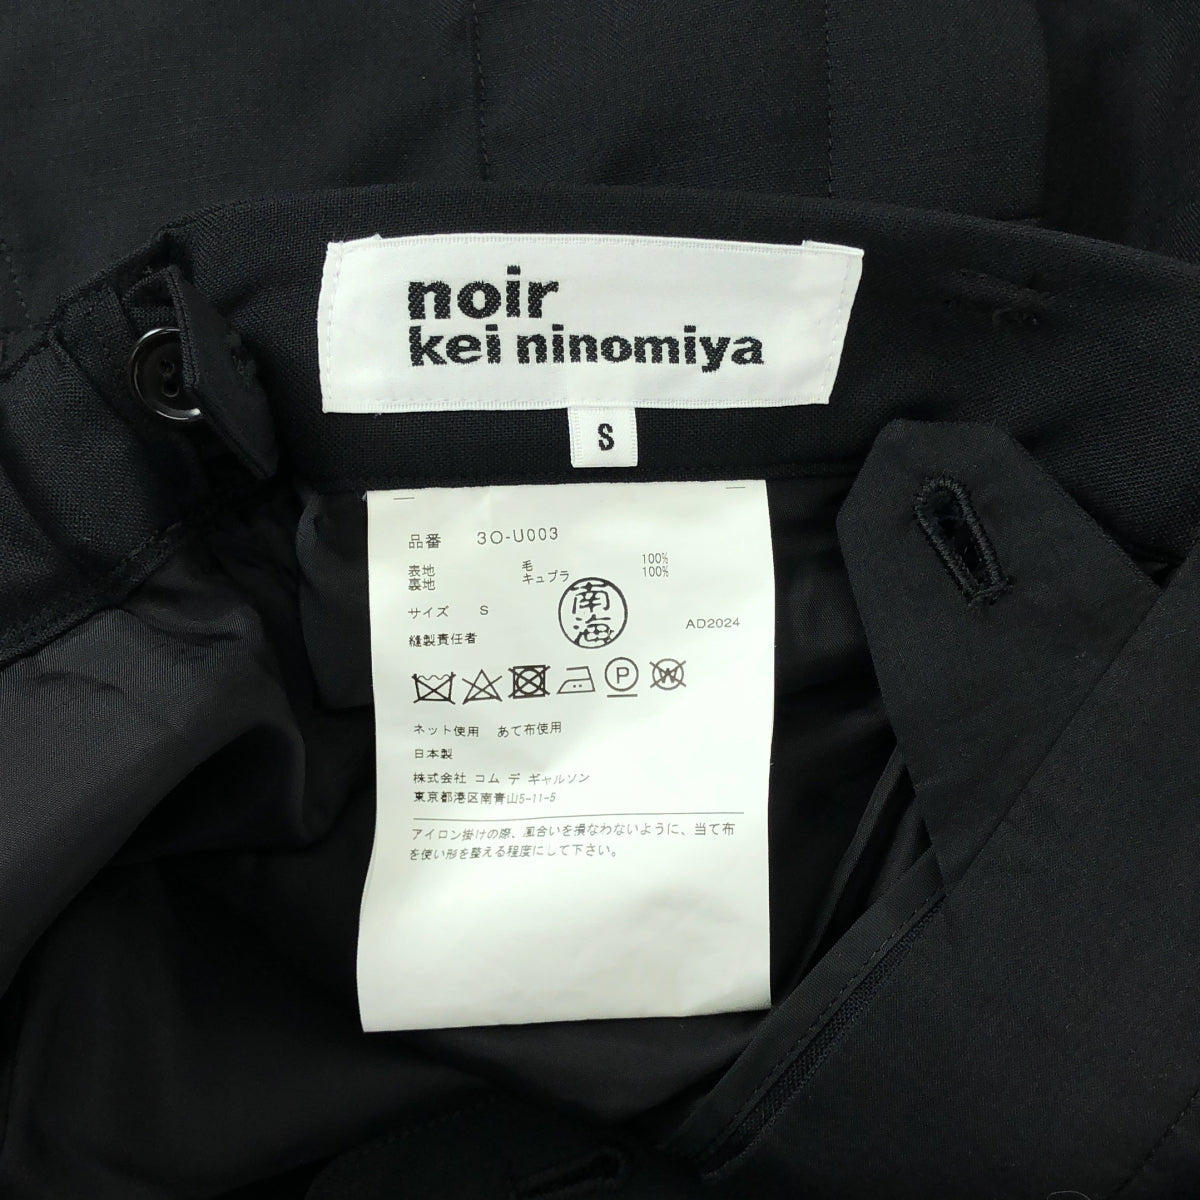 noir
kei ninomiya
S
品番 3O-U003
表地 毛 100%
裏地 キュプラ 100%
サイズ S
南海
縫製責任者
AD2024
P
W
ネット使用 あて布使用
日本製
株式会社 コム デ ギャルソン
東京都港区南青山5-11-5
アイロン掛けの際、風合いを損なわないように、当て布
を使い形を整える程度にして下さい。